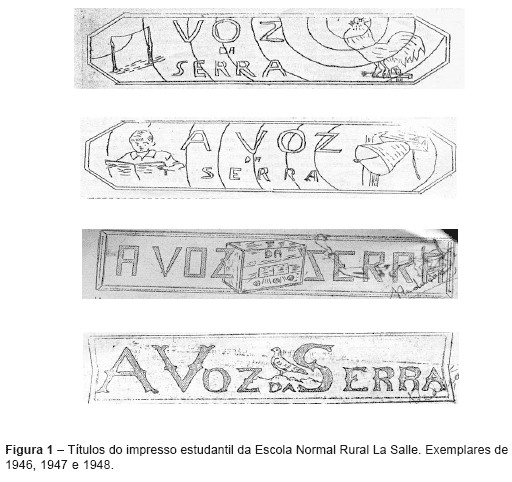 A VOZ
DA
SERRA
A VOZ
DA
SERRA
A VOZ DA SERRA
A VOZ DA SERRA
Figura 1 – Títulos do impresso estudantil da Escola Normal Rural La Salle. Exemplares de
1946, 1947 e 1948.